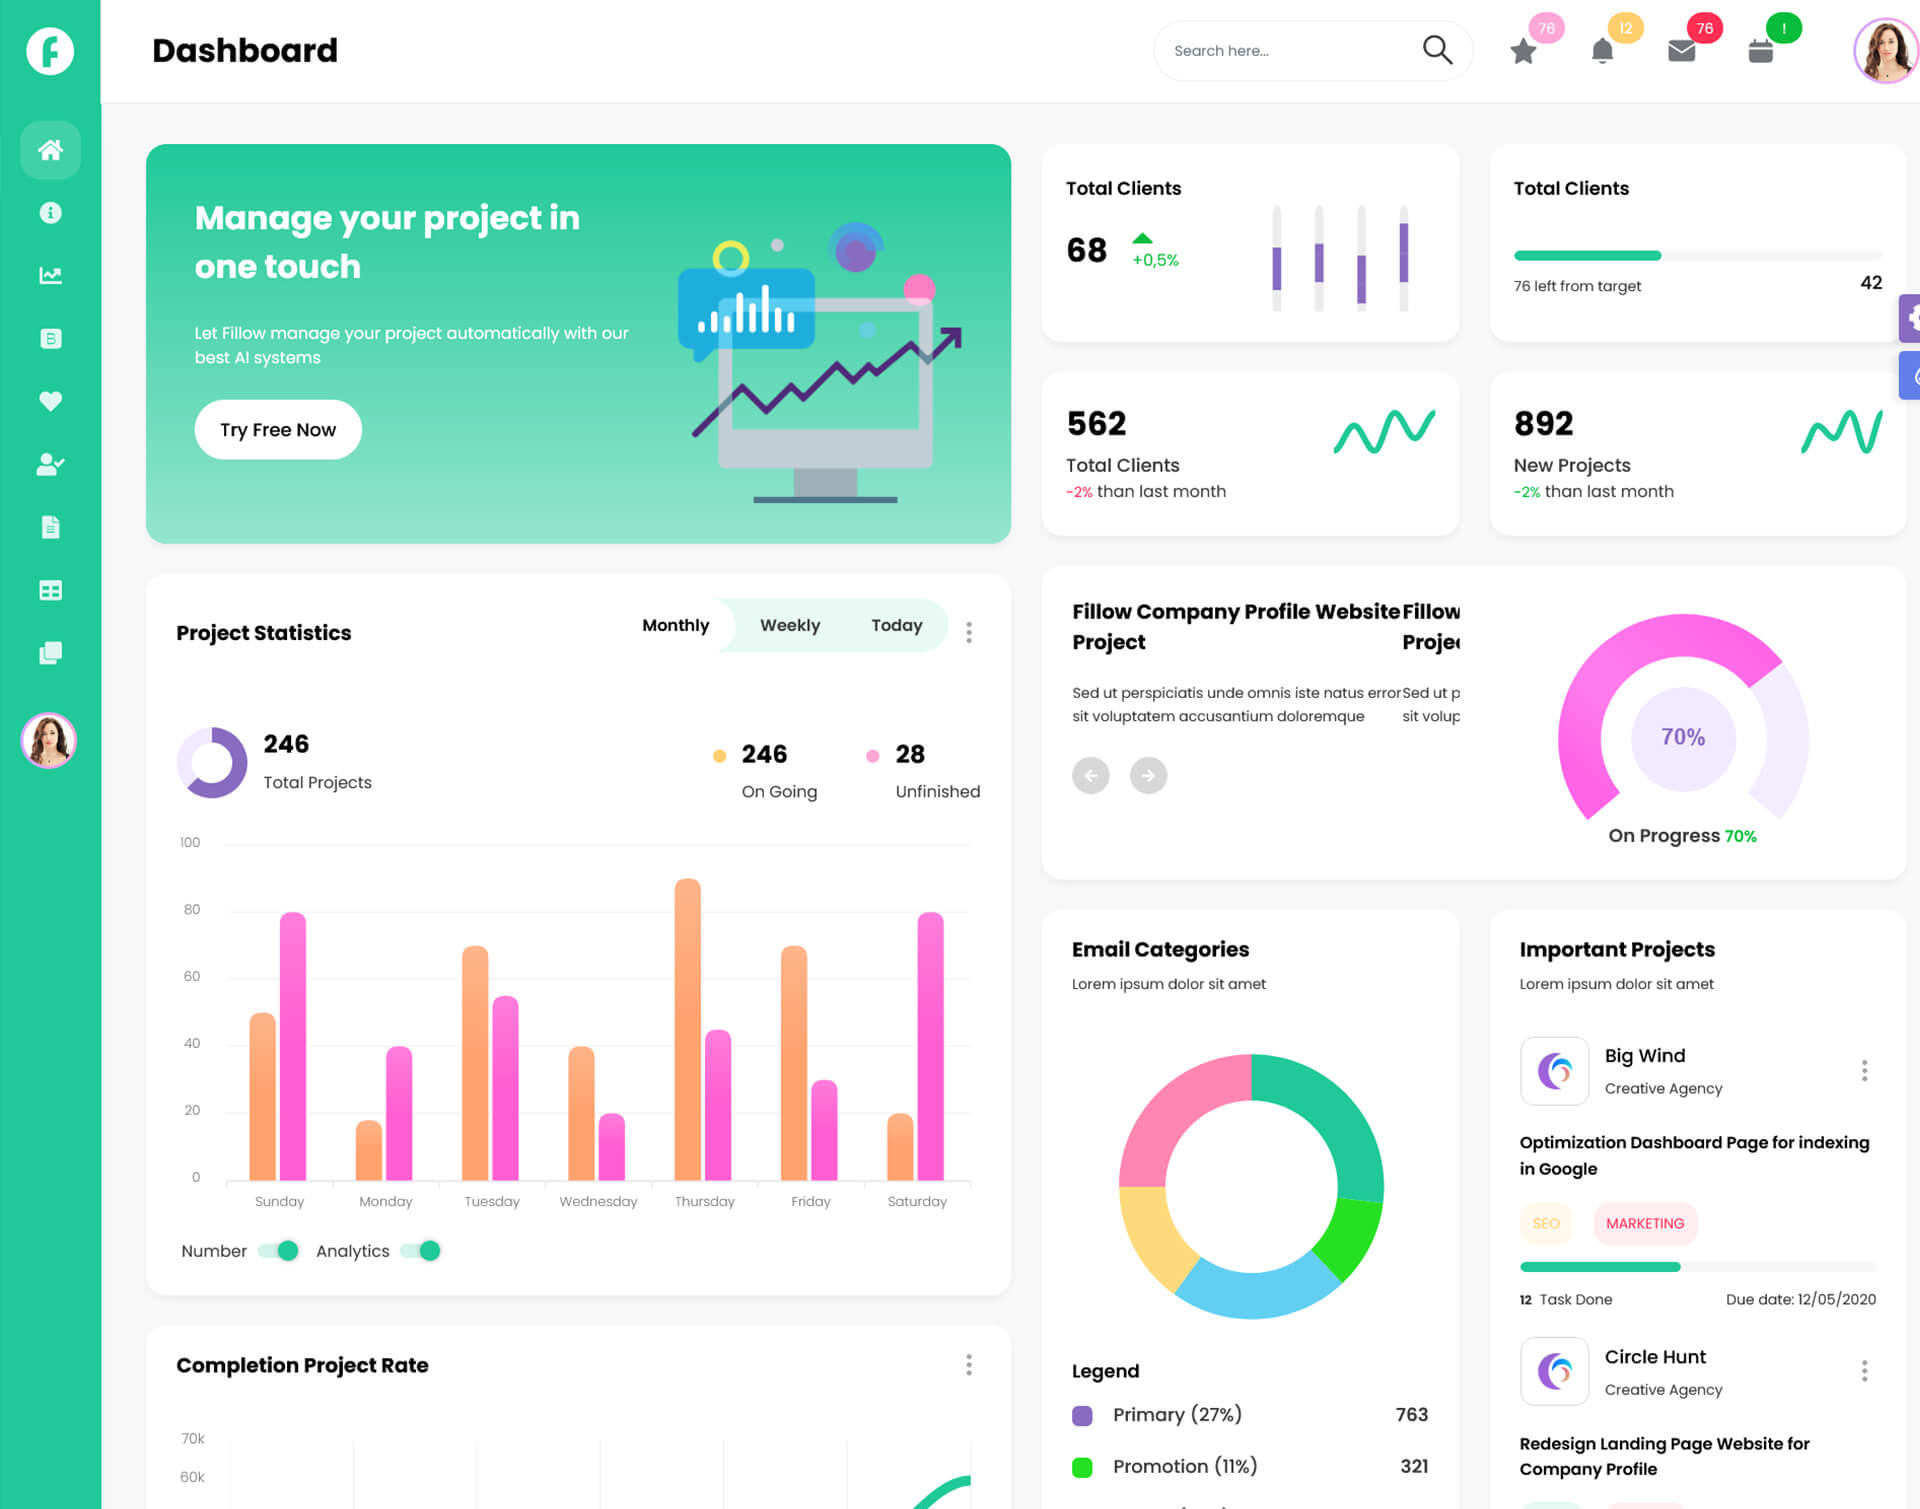 Dashboard
Search here...
76
12
76
!
Manage your project in
one touch
Let Fillow manage your project automatically with our
best AI systems
Try Free Now
Total Clients
68
+0,5%
Total Clients
76 left from target
42
562
Total Clients
-2% than last month
892
New Projects
-2% than last month
Project Statistics
Monthly
Weekly
Today
246
Total Projects
246
On Going
28
Unfinished
100
80
60
40
20
0
Sunday
Monday
Tuesday
Wednesday
Thursday
Friday
Saturday
Number
Analytics
Fillow Company Profile Website
Project
Sed ut perspiciatis unde omnis iste natus error
sit voluptatem accusantium doloremque
Fillow
Projec
Sed ut p
sit volup
70%
On Progress 70%
Email Categories
Lorem ipsum dolor sit amet
Legend
Primary (27%)
763
Promotion (11%)
321
Important Projects
Lorem ipsum dolor sit amet
Big Wind
Creative Agency
Optimization Dashboard Page for indexing
in Google
SEO
MARKETING
12 Task Done
Due date: 12/05/2020
Circle Hunt
Creative Agency
Redesign Landing Page Website for
Company Profile
Completion Project Rate
70k
60k